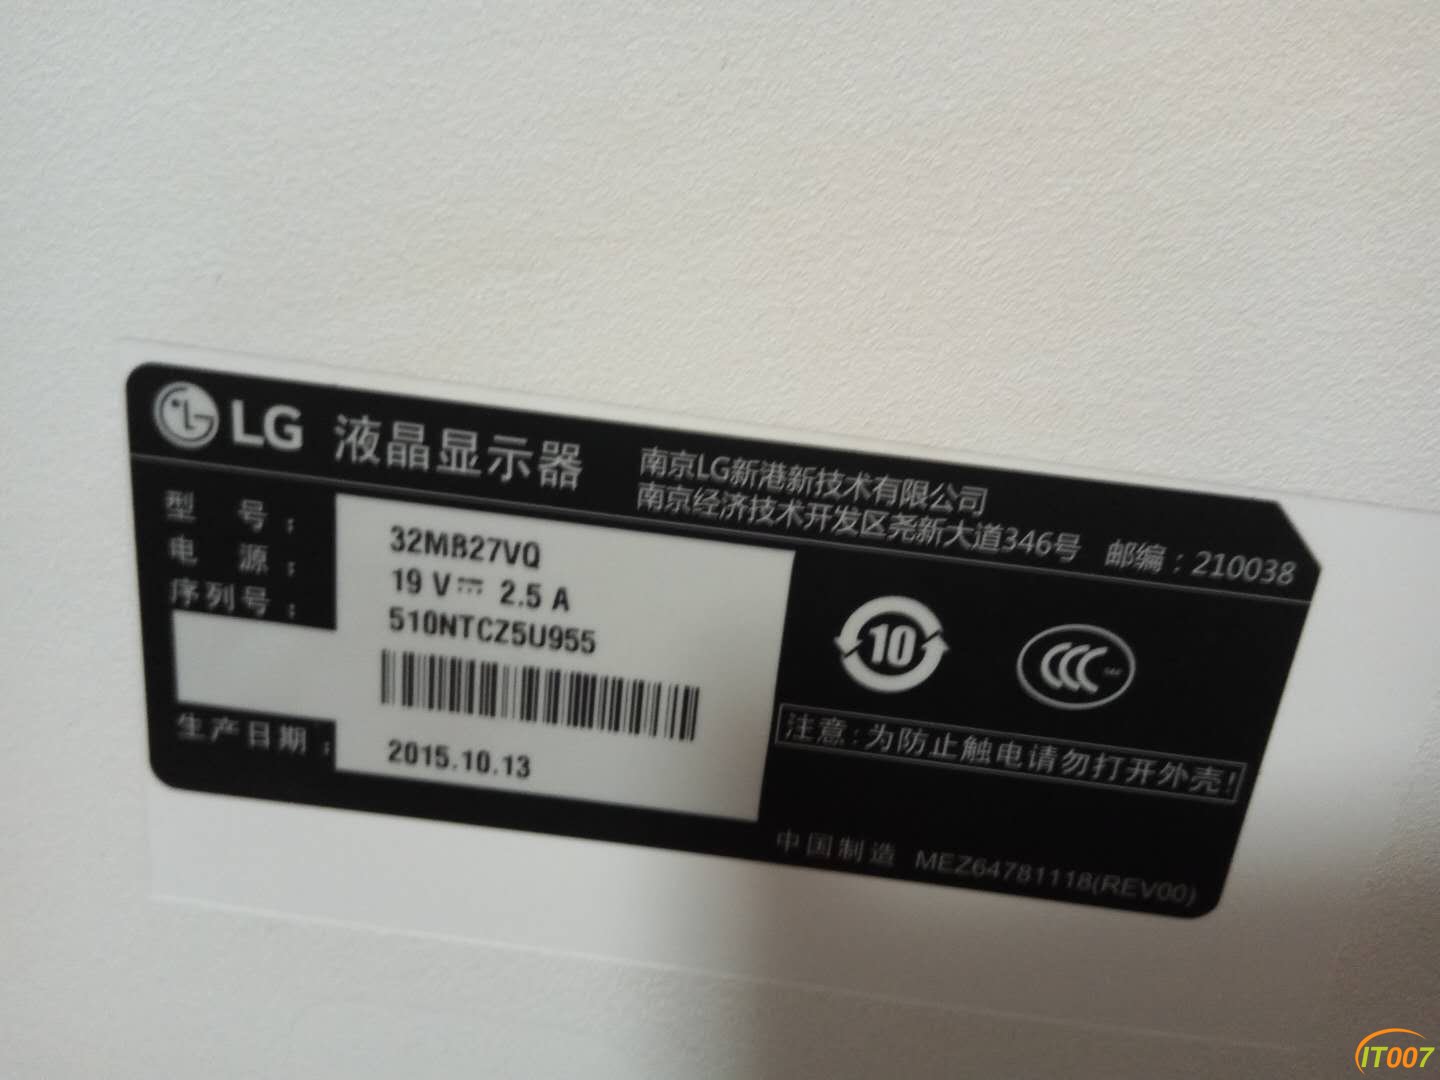 LG 液晶显示器
南京LG新港新技术有限公司
南京经济技术开发区尧新大道346号 邮编：210038
型 号： 32MB27VQ
电 源： 19 V⎓ 2.5 A
序列号： 510NTCZ5U955
生产日期： 2015.10.13
10
CCC
注意：为防止触电请勿打开外壳！
中国制造 MEZ64781118(REV00)
IT007